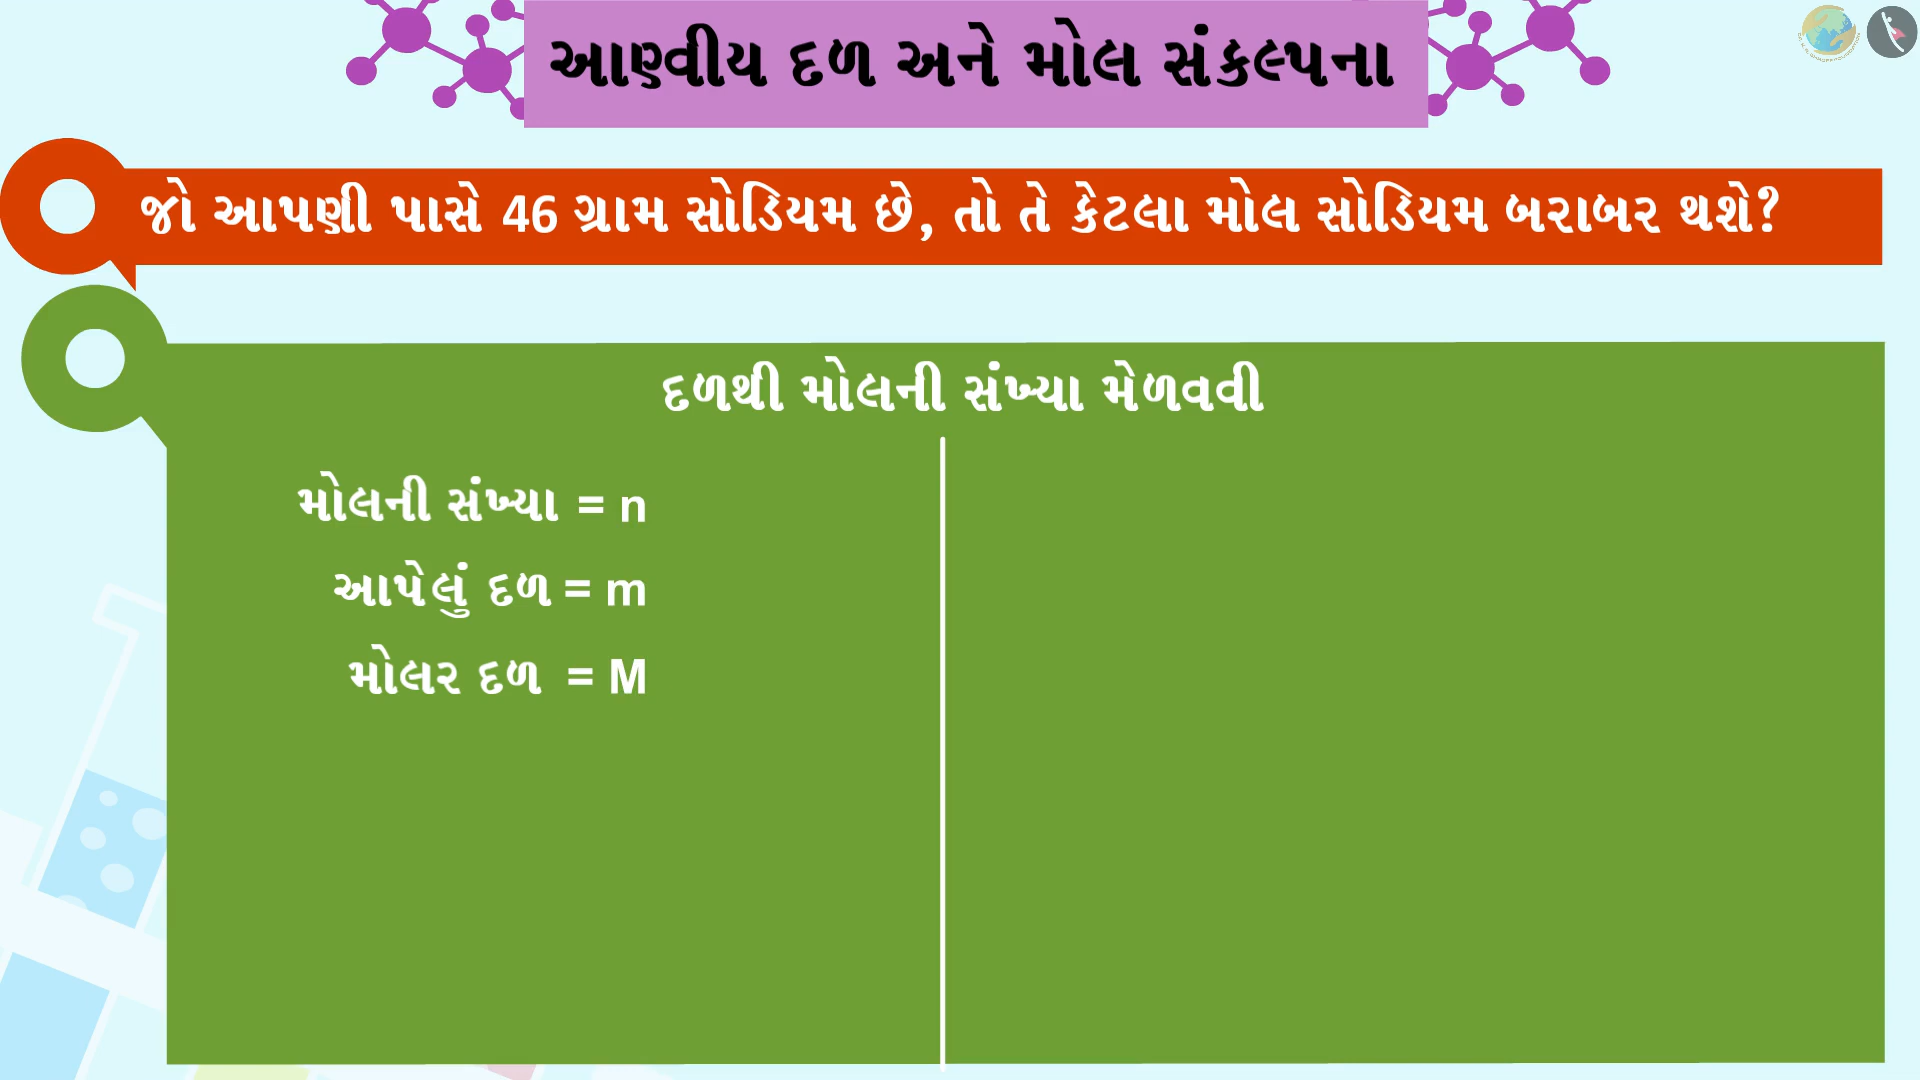 આણ્વીય દળ અને મોલ સંકલ્પના
જો આપણી પાસે 46 ગ્રામ સોડિયમ છે, તો તે કેટલા મોલ સોડિયમ બરાબર થશે?
દળથી મોલની સંખ્યા મેળવવી
મોલની સંખ્યા = n
આપેલું દળ = m
મોલર દળ = M